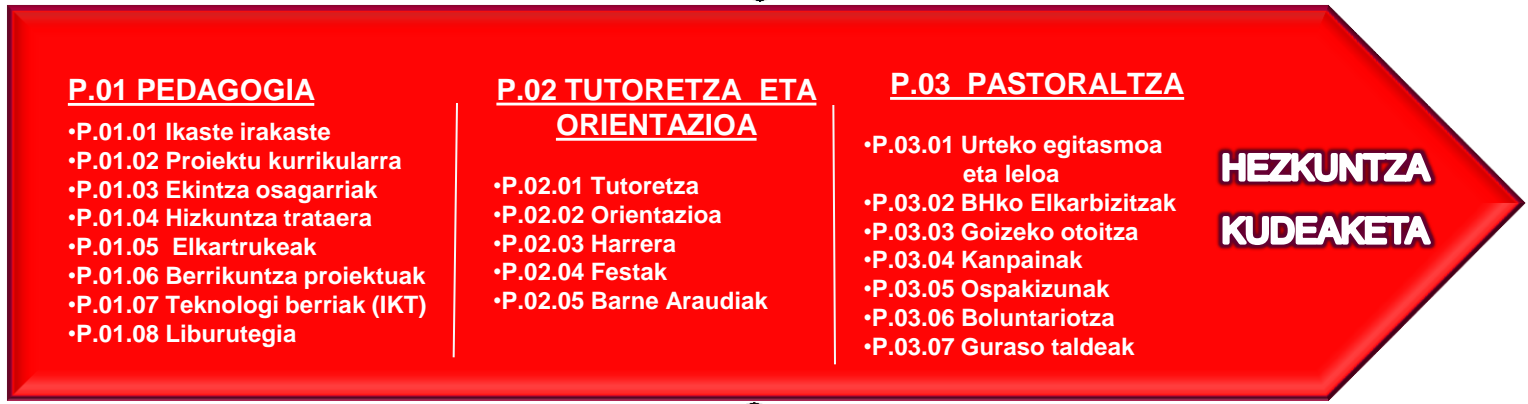 P.01 PEDAGOGIA
•P.01.01 Ikaste irakaste
•P.01.02 Proiektu kurrikularra
•P.01.03 Ekintza osagarriak
•P.01.04 Hizkuntza trataera
•P.01.05 Elkartrukeak
•P.01.06 Berrikuntza proiektuak
•P.01.07 Teknologi berriak (IKT)
•P.01.08 Liburutegia
P.02 TUTORETZA ETA
ORIENTAZIOA
•P.02.01 Tutoretza
•P.02.02 Orientazioa
•P.02.03 Harrera
•P.02.04 Festak
•P.02.05 Barne Araudiak
P.03 PASTORALTZA
•P.03.01 Urteko egitasmoa
eta leloa
•P.03.02 BHko Elkarbizitzak
•P.03.03 Goizeko otoitza
•P.03.04 Kanpainak
•P.03.05 Ospakizunak
•P.03.06 Boluntariotza
•P.03.07 Guraso taldeak
HEZKUNTZA
KUDEAKETA